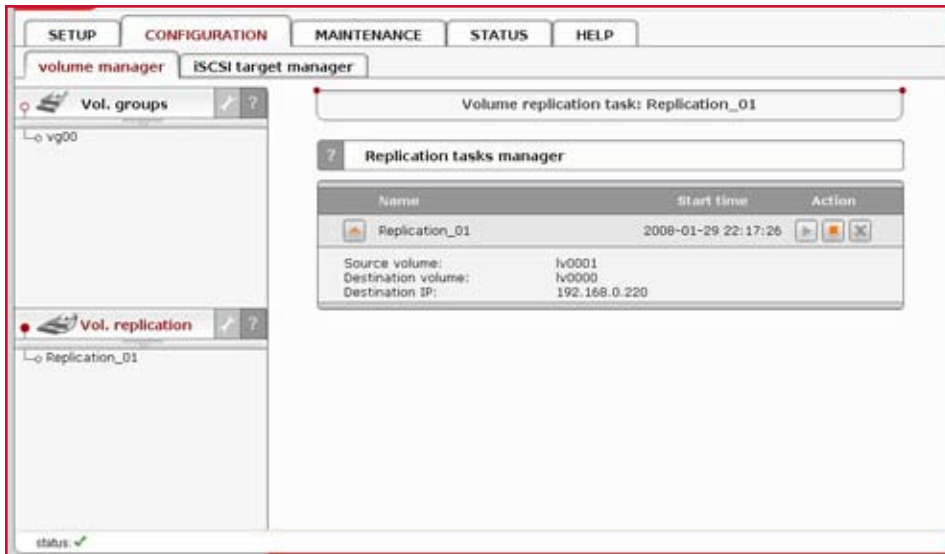 SETUP CONFIGURATION MAINTENANCE STATUS HELP
volume manager iSCSI target manager
Vol. groups ?
vg00
Vol. replication ?
Replication_01
Volume replication task: Replication_01
? Replication tasks manager
Name Start time Action
Replication_01 2008-01-29 22:17:26
Source volume: lv0001
Destination volume: lv0000
Destination IP: 192.168.0.220
status: